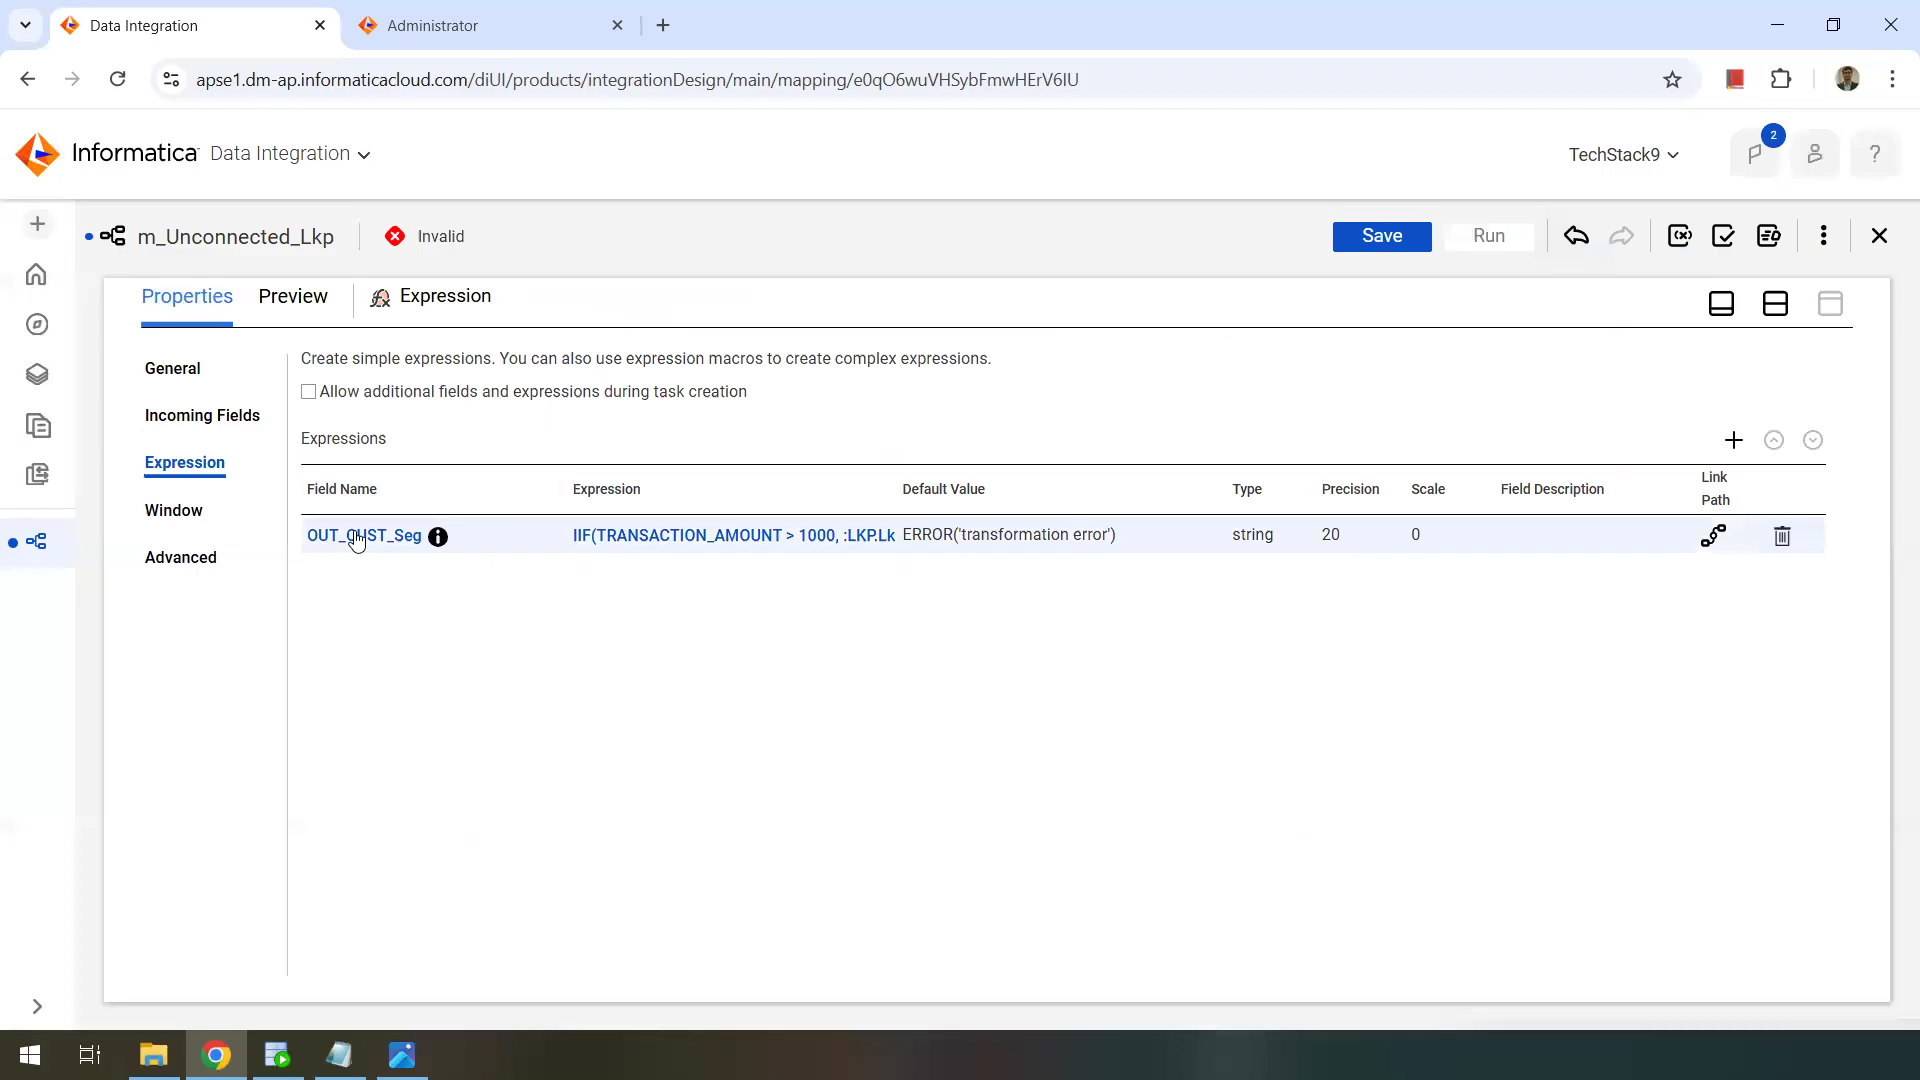 Data Integration
Administrator
apse1.dm-ap.informaticacloud.com/diUI/products/integrationDesign/main/mapping/e0qO6wuVHSybFmwHErV6IU
Informatica Data Integration
TechStack9
2
?
m_Unconnected_Lkp
Invalid
Save
Run
Properties
Preview
Expression
General
Incoming Fields
Expression
Window
Advanced
Create simple expressions. You can also use expression macros to create complex expressions.
Allow additional fields and expressions during task creation
Expressions
Field Name
Expression
Default Value
Type
Precision
Scale
Field Description
Link Path
OUT_CUST_Seg
IIF(TRANSACTION_AMOUNT > 1000, :LKP.Lk
ERROR('transformation error')
string
20
0